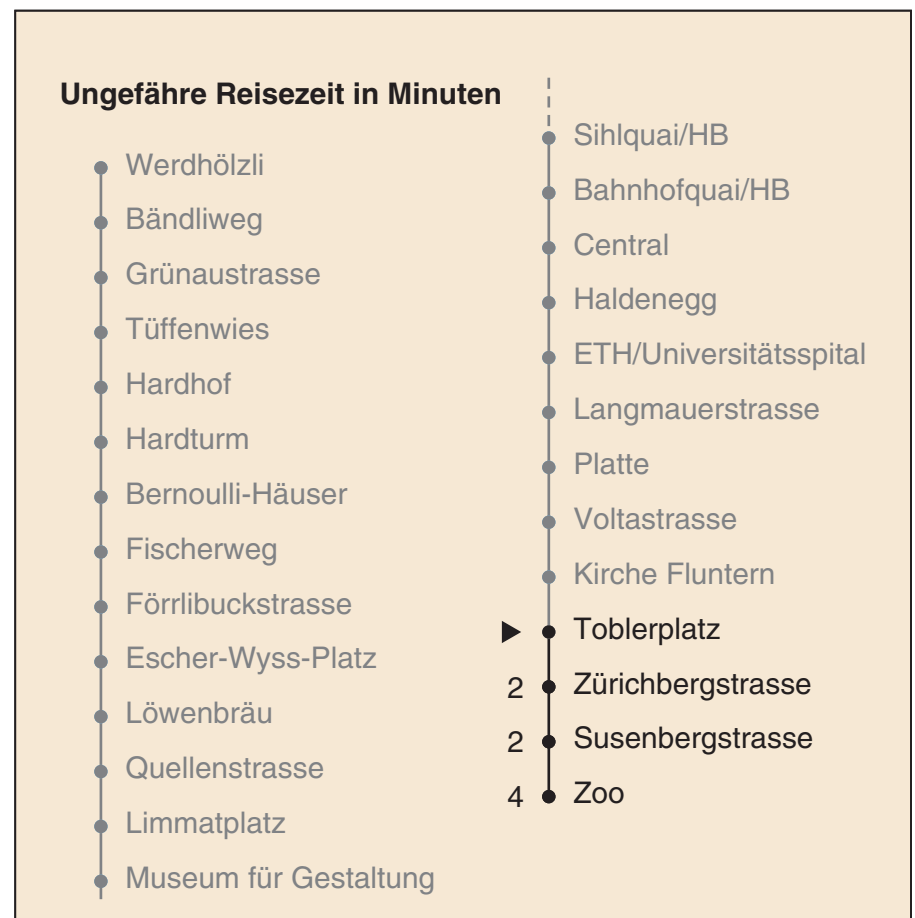 Ungefähre Reisezeit in Minuten
Werdhölzli
Bändliweg
Grünaustrasse
Tüffenwies
Hardhof
Hardturm
Bernoulli-Häuser
Fischerweg
Förrlibuckstrasse
Escher-Wyss-Platz
Löwenbräu
Quellenstrasse
Limmatplatz
Museum für Gestaltung
Sihlquai/HB
Bahnhofquai/HB
Central
Haldenegg
ETH/Universitätsspital
Langmauerstrasse
Platte
Voltastrasse
Kirche Fluntern
Toblerplatz
2 Zürichbergstrasse
2 Susenbergstrasse
4 Zoo